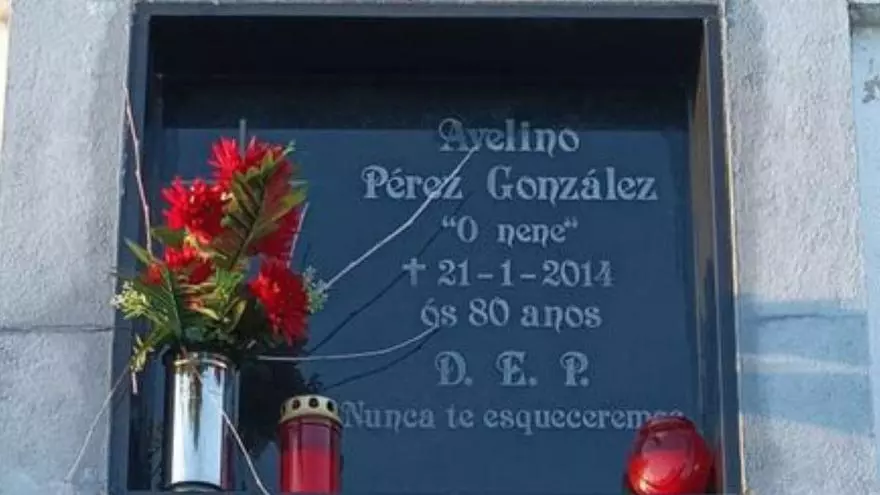 Avelino
Pérez González
“O nene“
✝ 21-1-2014
ós 80 anos
D. E. P.
Nunca te esqueceremos